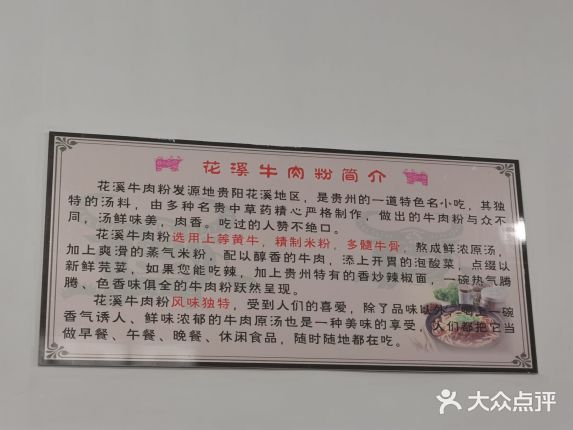 花溪牛肉粉简介
花溪牛肉粉发源地贵阳花溪地区，是贵州的一道特色名小吃，其独
特的汤料，由多种名贵中草药精心严格制作，做出的牛肉粉与众不
同，汤鲜味美，肉香。吃过的人赞不绝口。
花溪牛肉粉选用上等黄牛，精制米粉，多髓牛骨，熬成鲜浓原汤，
加上爽滑的蒸气米粉，配以醇香的牛肉，添上开胃的泡酸菜，点缀以
新鲜芫荽，如果您能吃辣，加上贵州特有的香炒辣椒面，一碗热气腾
腾、色香味俱全的牛肉粉跃然呈现。
花溪牛肉粉风味独特，受到人们的喜爱，除了品味以外，喝上一碗
香气诱人、鲜味浓郁的牛肉原汤也是一种美味的享受，人们都把它当
做早餐、午餐、晚餐、休闲食品，随时随地都在吃。
大众点评